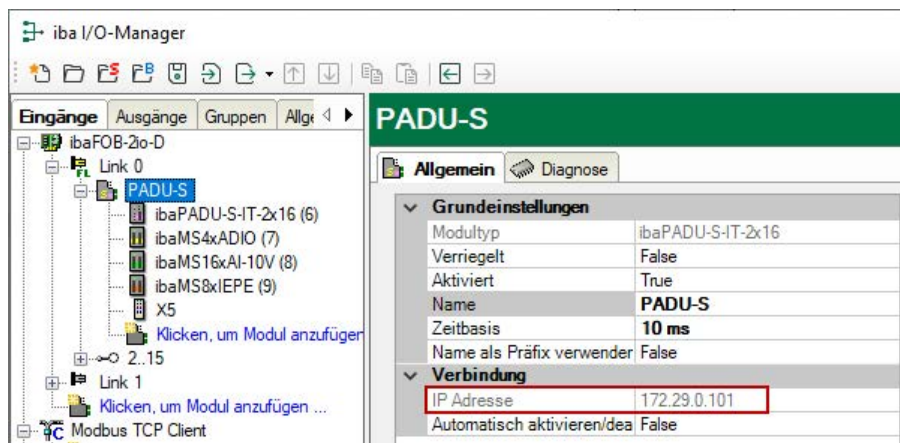 iba I/O-Manager
Eingänge Ausgänge Gruppen Allge
ibaFOB-2io-D
Link 0
PADU-S
ibaPADU-S-IT-2x16 (6)
ibaMS4xADIO (7)
ibaMS16xAI-10V (8)
ibaMS8xIEPE (9)
X5
Klicken, um Modul anzufügen
2..15
Link 1
Klicken, um Modul anzufügen ...
Modbus TCP Client
PADU-S
Allgemein Diagnose
Grundeinstellungen
Modultyp ibaPADU-S-IT-2x16
Verriegelt False
Aktiviert True
Name PADU-S
Zeitbasis 10 ms
Name als Präfix verwender False
Verbindung
IP Adresse 172.29.0.101
Automatisch aktivieren/dea False